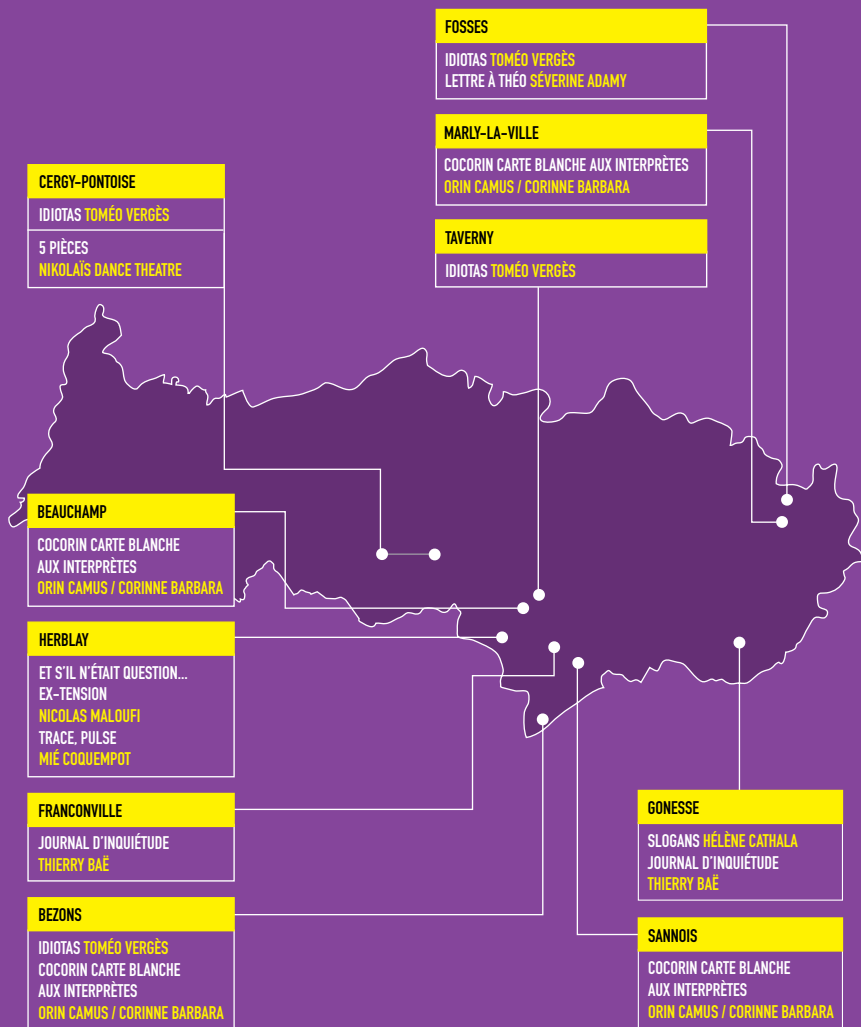 FOSSES
IDIOTAS TOMÉO VERGÈS
LETTRE À THÉO SÉVERINE ADAMY
MARLY-LA-VILLE
COCORIN CARTE BLANCHE AUX INTERPRÈTES
ORIN CAMUS / CORINNE BARBARA
CERGY-PONTOISE
IDIOTAS TOMÉO VERGÈS
5 PIÈCES
NIKOLAÏS DANCE THEATRE
TAVERNY
IDIOTAS TOMÉO VERGÈS
BEAUCHAMP
COCORIN CARTE BLANCHE
AUX INTERPRÈTES
ORIN CAMUS / CORINNE BARBARA
HERBLAY
ET S'IL N'ÉTAIT QUESTION...
EX-TENSION
NICOLAS MALOUFI
TRACE, PULSE
MIÉ COQUEMPOT
FRANCONVILLE
JOURNAL D'INQUIÉTUDE
THIERRY BAË
BEZONS
IDIOTAS TOMÉO VERGÈS
COCORIN CARTE BLANCHE
AUX INTERPRÈTES
ORIN CAMUS / CORINNE BARBARA
GONESSE
SLOGANS HÉLÈNE CATHALA
JOURNAL D'INQUIÉTUDE
THIERRY BAË
SANNOIS
COCORIN CARTE BLANCHE
AUX INTERPRÈTES
ORIN CAMUS / CORINNE BARBARA